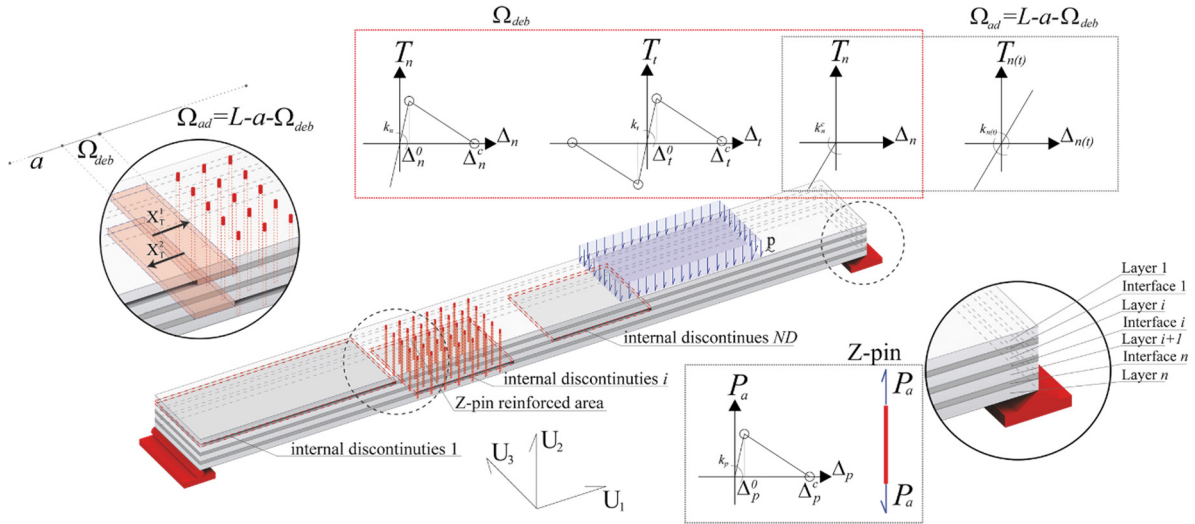 Ω_deb
Ω_ad=L-a-Ω_deb
T_n
T_t
T_n
T_n(t)
k_n
k_t
k_n^c
k_n(t)
Δ_n
Δ_t
Δ_n
Δ_n(t)
Δ_n^0
Δ_n^c
Δ_t^0
Δ_t^c
Ω_ad=L-a-Ω_deb
a
Ω_deb
X_T^1
X_T^2
p
Layer 1
Interface 1
Layer i
Interface i
Layer i+1
Interface n
Layer n
internal discontinues ND
internal discontinuties i
Z-pin reinforced area
internal discontinuties 1
U_2
U_3
U_1
Z-pin
P_a
P_a
k_p
Δ_p
Δ_p^0
Δ_p^c
P_a